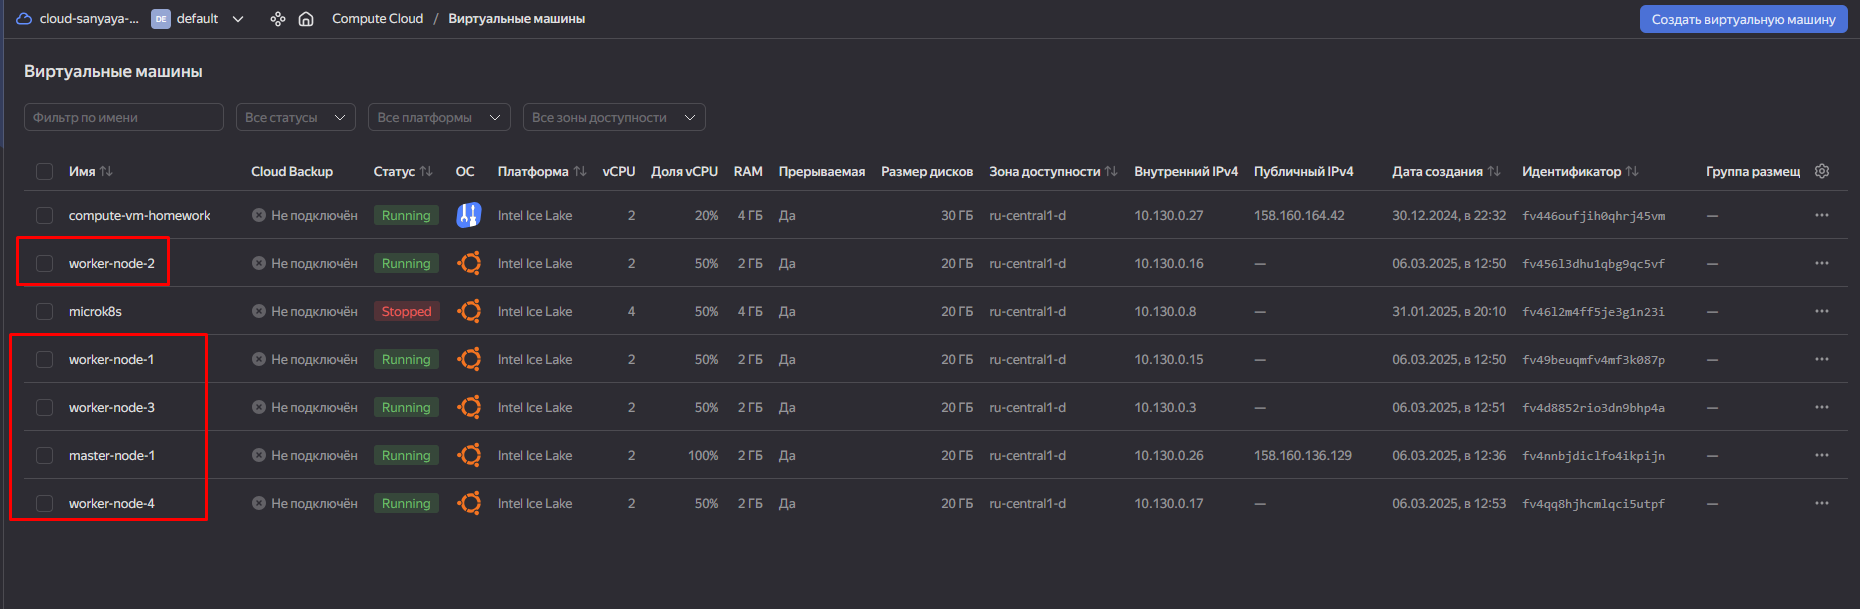 cloud-sanyaya-... DE default Compute Cloud / Виртуальные машины Создать виртуальную машину
Виртуальные машины
Фильтр по имени Все статусы Все платформы Все зоны доступности
Имя Cloud Backup Статус ОС Платформа vCPU Доля vCPU RAM Прерываемая Размер дисков Зона доступности Внутренний IPv4 Публичный IPv4 Дата создания Идентификатор Группа размещ
compute-vm-homework Не подключён Running Intel Ice Lake 2 20% 4 ГБ Да 30 ГБ ru-central1-d 10.130.0.27 158.160.164.42 30.12.2024, в 22:32 fv446oufjih0qhrj45vm —
worker-node-2 Не подключён Running Intel Ice Lake 2 50% 2 ГБ Да 20 ГБ ru-central1-d 10.130.0.16 — 06.03.2025, в 12:50 fv456l3dhu1qbg9qc5vf —
microk8s Не подключён Stopped Intel Ice Lake 4 50% 4 ГБ Да 20 ГБ ru-central1-d 10.130.0.8 — 31.01.2025, в 20:10 fv46l2m4ff5je3g1n23i —
worker-node-1 Не подключён Running Intel Ice Lake 2 50% 2 ГБ Да 20 ГБ ru-central1-d 10.130.0.15 — 06.03.2025, в 12:50 fv49beuqmfv4mf3k087p —
worker-node-3 Не подключён Running Intel Ice Lake 2 50% 2 ГБ Да 20 ГБ ru-central1-d 10.130.0.3 — 06.03.2025, в 12:51 fv4d8852rio3dn9bhp4a —
master-node-1 Не подключён Running Intel Ice Lake 2 100% 2 ГБ Да 20 ГБ ru-central1-d 10.130.0.26 158.160.136.129 06.03.2025, в 12:36 fv4nnbjdiclfo4ikpijn —
worker-node-4 Не подключён Running Intel Ice Lake 2 50% 2 ГБ Да 20 ГБ ru-central1-d 10.130.0.17 — 06.03.2025, в 12:53 fv4qq8hjhcmlqci5utpf —